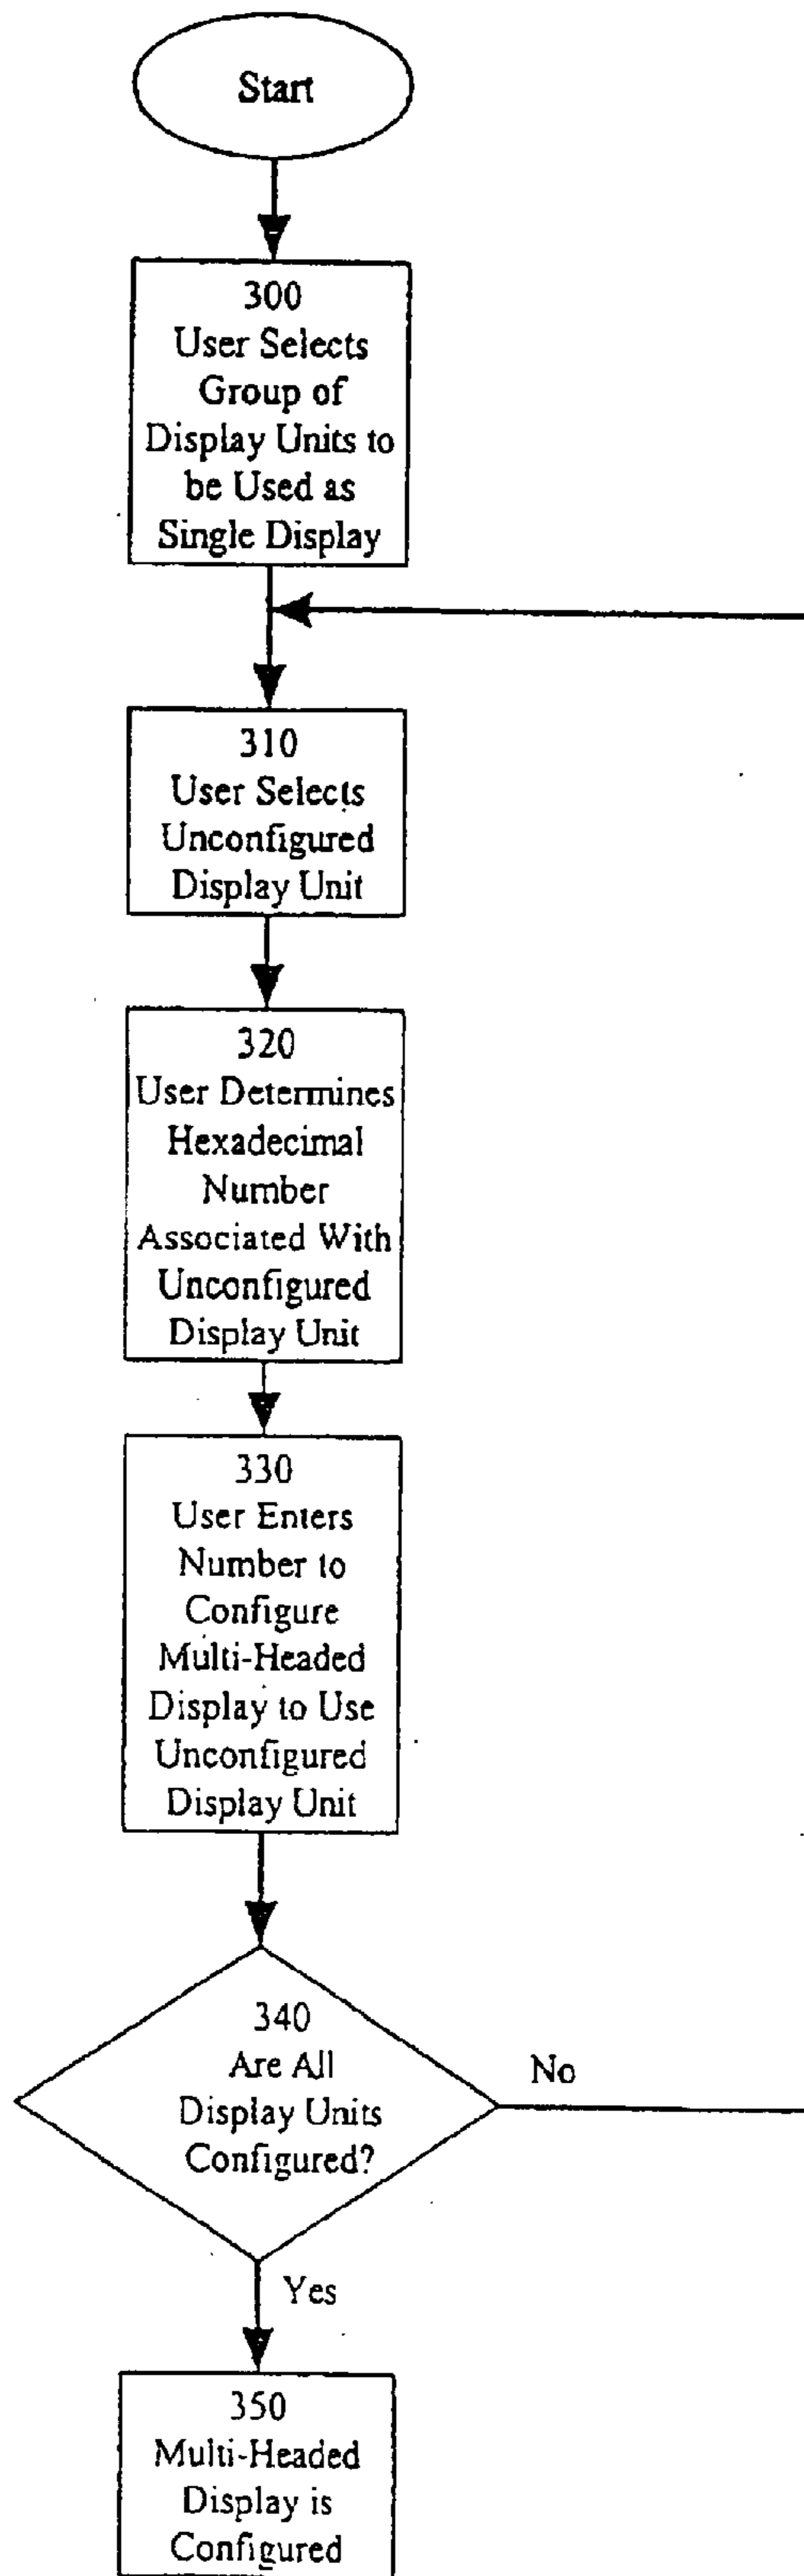 Start
300
User Selects
Group of
Display Units to
be Used as
Single Display
310
User Selects
Unconfigured
Display Unit
320
User Determines
Hexadecimal
Number
Associated With
Unconfigured
Display Unit
330
User Enters
Number to
Configure
Multi-Headed
Display to Use
Unconfigured
Display Unit
340
Are All
Display Units
Configured?
No
Yes
350
Multi-Headed
Display is
Configured